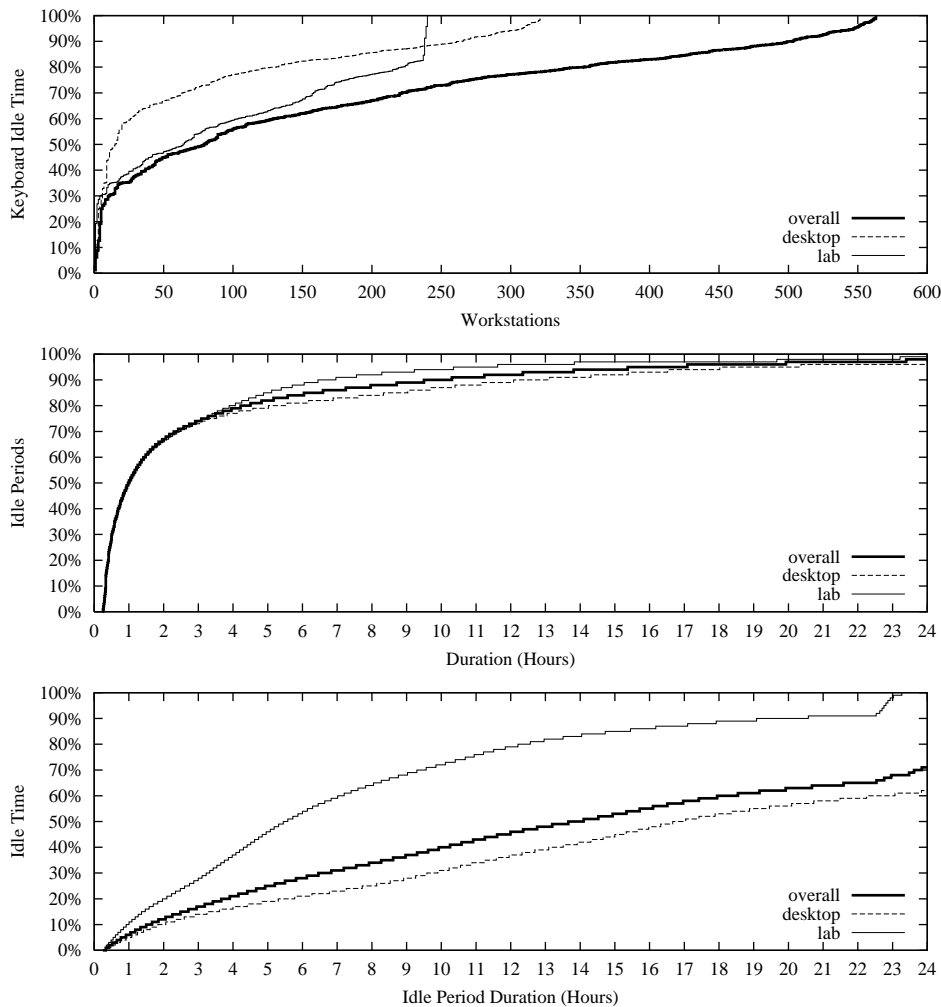 100%
90%
80%
70%
60%
50%
40%
30%
20%
10%
0%
Keyboard Idle Time
overall
desktop
lab
0 50 100 150 200 250 300 350 400 450 500 550 600
Workstations
100%
90%
80%
70%
60%
50%
40%
30%
20%
10%
0%
Idle Periods
overall
desktop
lab
0 1 2 3 4 5 6 7 8 9 10 11 12 13 14 15 16 17 18 19 20 21 22 23 24
Duration (Hours)
100%
90%
80%
70%
60%
50%
40%
30%
20%
10%
0%
Idle Time
overall
desktop
lab
0 1 2 3 4 5 6 7 8 9 10 11 12 13 14 15 16 17 18 19 20 21 22 23 24
Idle Period Duration (Hours)